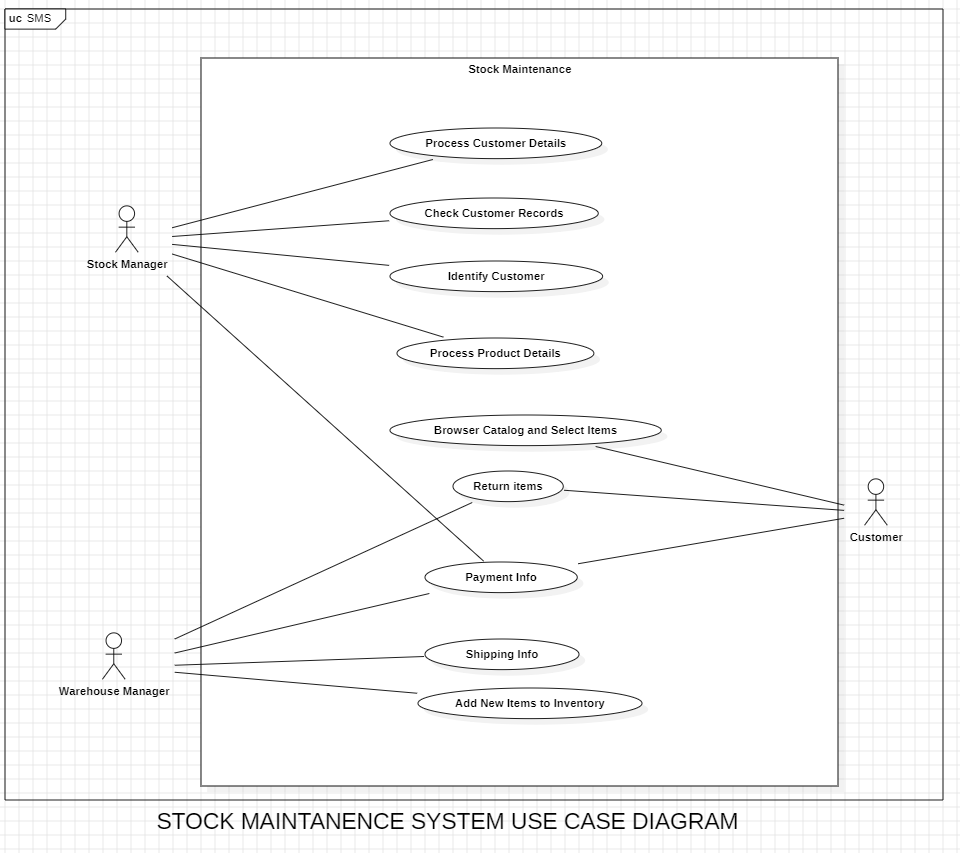 uc SMS
Stock Maintenance
Process Customer Details
Check Customer Records
Stock Manager
Identify Customer
Process Product Details
Browser Catalog and Select Items
Return items
Customer
Payment Info
Shipping Info
Warehouse Manager
Add New Items to Inventory
STOCK MAINTANENCE SYSTEM USE CASE DIAGRAM